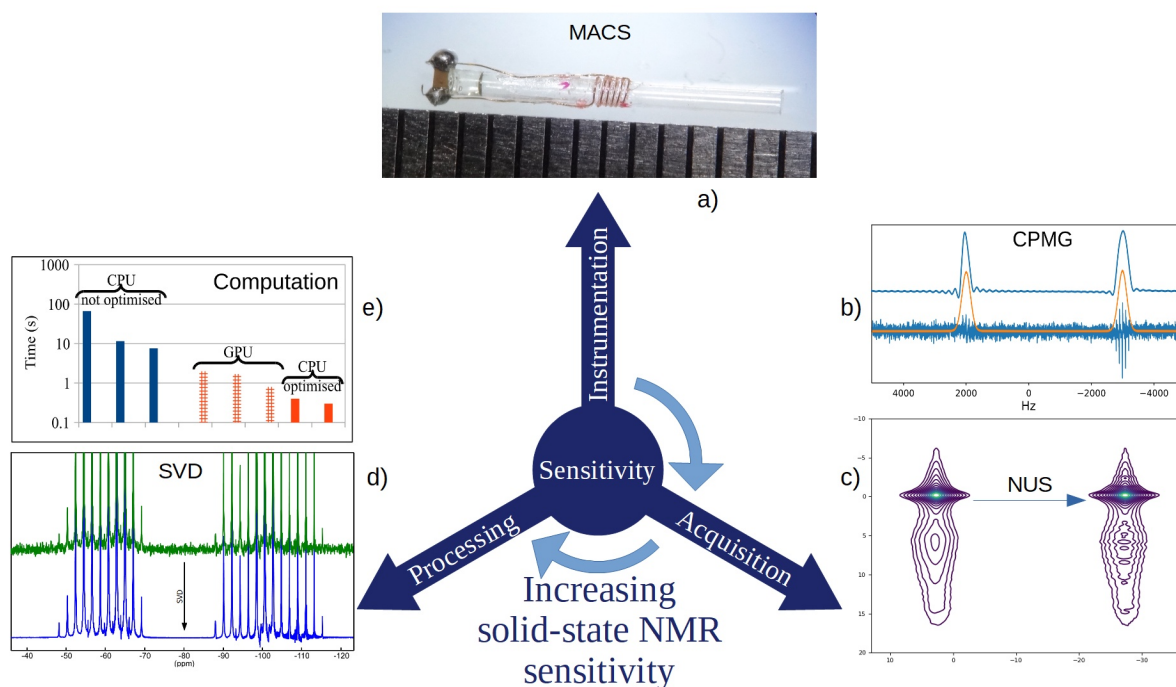 MACS
a)
Instrumentation
Sensitivity
Processing
Acquisition
Increasing
solid-state NMR
sensitivity
CPMG
b)
4000 2000 0 −2000 −4000
Hz
c)
NUS
−10
−5
0
5
10
15
20
10 0 −10 −20 −30
e)
Computation
CPU
not optimised
GPU
CPU
optimised
Time (s)
1000
100
10
1
0.1
d)
SVD
SVD
-40 -50 -60 -70 -80 -90 -100 -110 -120
(ppm)